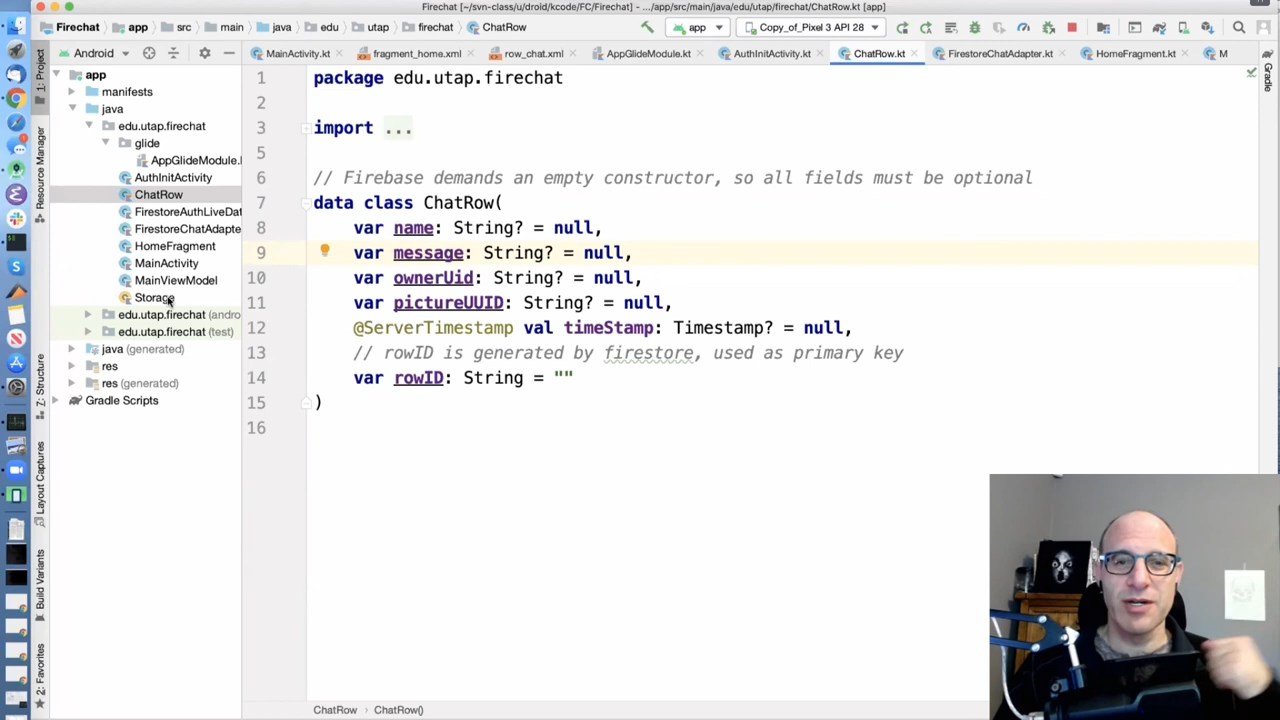 Firechat [~/svn-class/u/droid/kcode/FC/Firechat] - .../app/src/main/java/edu/utap/firechat/ChatRow.kt [app]
Firechat app src main java edu utap firechat ChatRow app Copy_of_Pixel 3 API 28
Android MainActivity.kt fragment_home.xml row_chat.xml AppGlideModule.kt AuthInitActivity.kt ChatRow.kt FirestoreChatAdapter.kt HomeFragment.kt M
1: Project
Resource Manager
Z: Structure
Layout Captures
Build Variants
2: Favorites
Gradle
app
manifests
java
edu.utap.firechat
glide
AppGlideModule.
AuthInitActivity
ChatRow
FirestoreAuthLiveDat
FirestoreChatAdapte
HomeFragment
MainActivity
MainViewModel
Storage
edu.utap.firechat (andro
edu.utap.firechat (test)
java (generated)
res
res (generated)
Gradle Scripts
1 package edu.utap.firechat
2
3 import ...
5
6 // Firebase demands an empty constructor, so all fields must be optional
7 data class ChatRow(
8 var name: String? = null,
9 var message: String? = null,
10 var ownerUid: String? = null,
11 var pictureUUID: String? = null,
12 @ServerTimestamp val timeStamp: Timestamp? = null,
13 // rowID is generated by firestore, used as primary key
14 var rowID: String = ""
15 )
16
ChatRow › ChatRow()